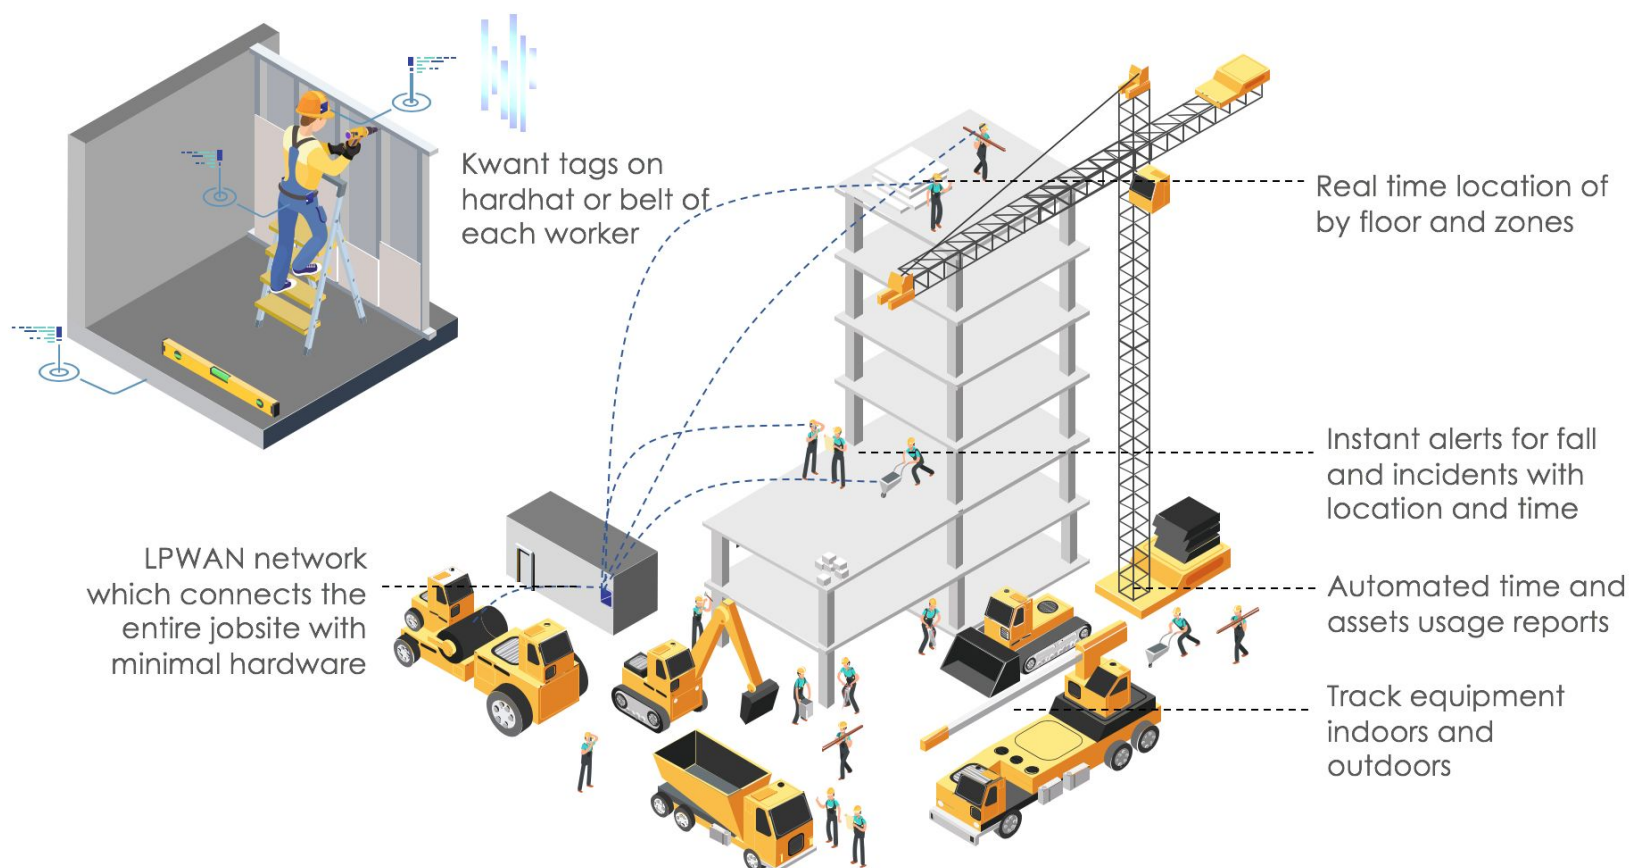 Kwant tags on
hardhat or belt of
each worker
Real time location of
by floor and zones
Instant alerts for fall
and incidents with
location and time
LPWAN network
which connects the
entire jobsite with
minimal hardware
Automated time and
assets usage reports
Track equipment
indoors and
outdoors